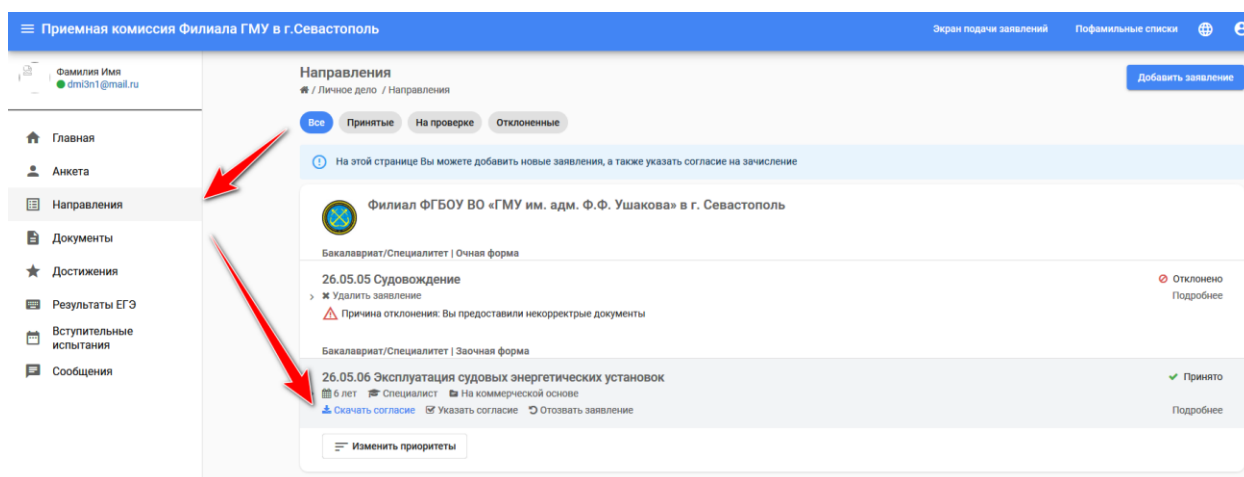 Приемная комиссия Филиала ГМУ в г.Севастополь
Экран подачи заявлений
Пофамильные списки
Фамилия Имя
dmi3n1@mail.ru
Главная
Анкета
Направления
Документы
Достижения
Результаты ЕГЭ
Вступительные
испытания
Сообщения
Направления
/ Личное дело / Направления
Добавить заявление
Все Принятые На проверке Отклоненные
На этой странице Вы можете добавить новые заявления, а также указать согласие на зачисление
Филиал ФГБОУ ВО «ГМУ им. адм. Ф.Ф. Ушакова» в г. Севастополь
Бакалавриат/Специалитет | Очная форма
26.05.05 Судовождение
Отклонено
Удалить заявление
Подробнее
Причина отклонения: Вы предоставили некорректрые документы
Бакалавриат/Специалитет | Заочная форма
26.05.06 Эксплуатация судовых энергетических установок
Принято
6 лет Специалист На коммерческой основе
Скачать согласие Указать согласие Отозвать заявление
Подробнее
Изменить приоритеты